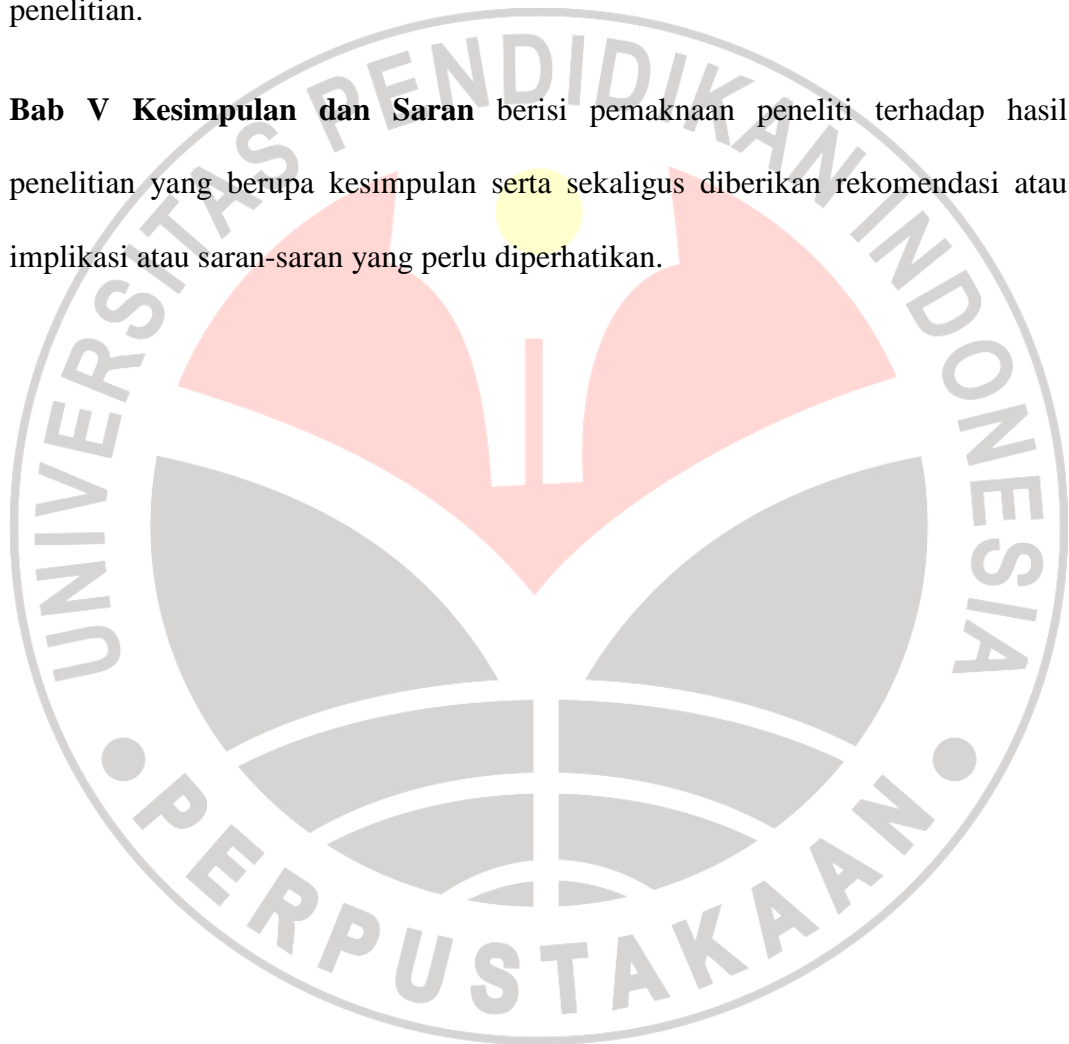 penelitian.
Bab V Kesimpulan dan Saran berisi pemaknaan peneliti terhadap hasil
penelitian yang berupa kesimpulan serta sekaligus diberikan rekomendasi atau
implikasi atau saran-saran yang perlu diperhatikan.
UNIVERSITAS PENDIDIKAN INDONESIA
PERPUSTAKAAN